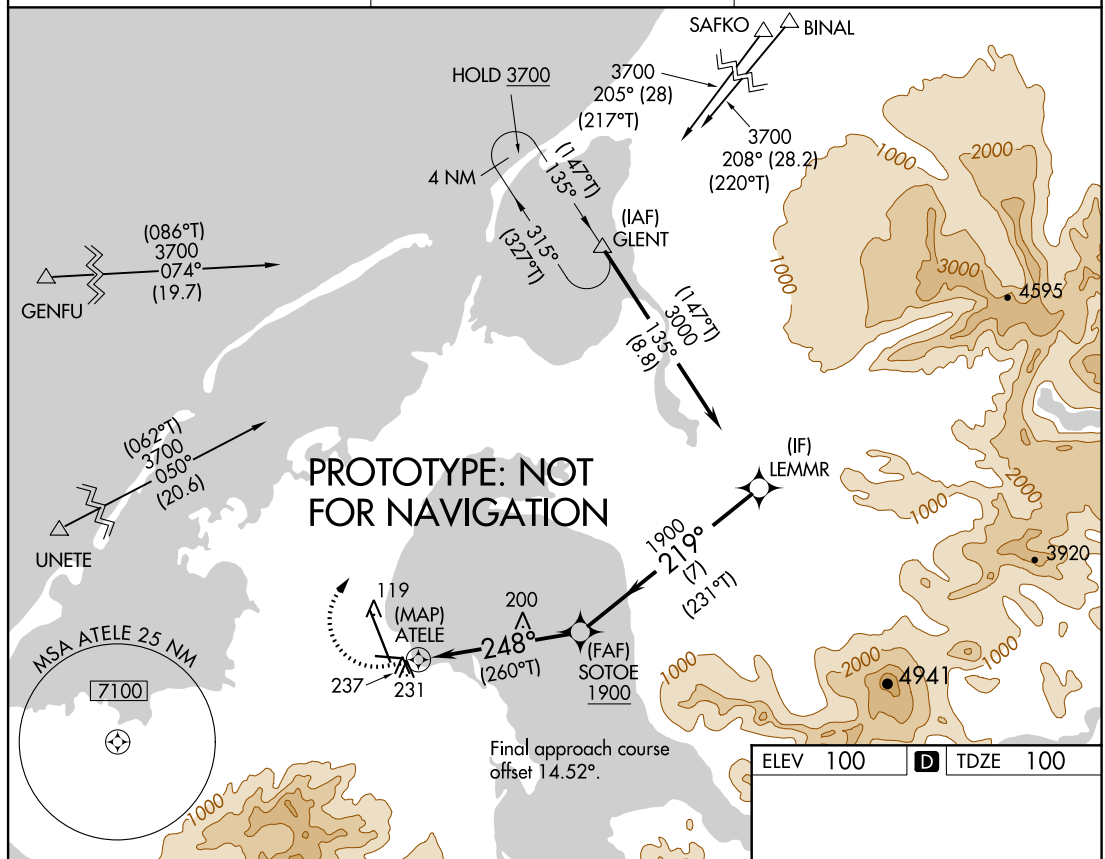 SAFKO
BINAL
HOLD 3700
3700
205° (28)
(217°T)
3700
208° (28.2)
(220°T)
1000
2000
4 NM
(147°T)
135°
315°
(327°T)
(IAF)
GLENT
(086°T)
3700
074°
(19.7)
GENFU
1000
3000
4595
(147°T)
3000
135°
(8.8)
(062°T)
3700
050°
(20.6)
UNETE
PROTOTYPE: NOT
FOR NAVIGATION
(IF)
LEMMR
2000
1000
3920
1900
219°
(7)
(231°T)
119
(MAP)
ATELE
200
248°
(260°T)
(FAF)
SOTOE
1900
237
231
MSA ATELE 25 NM
7100
1000
2000
1000
4941
Final approach course
offset 14.52°.
1000
ELEV 100 D TDZE 100